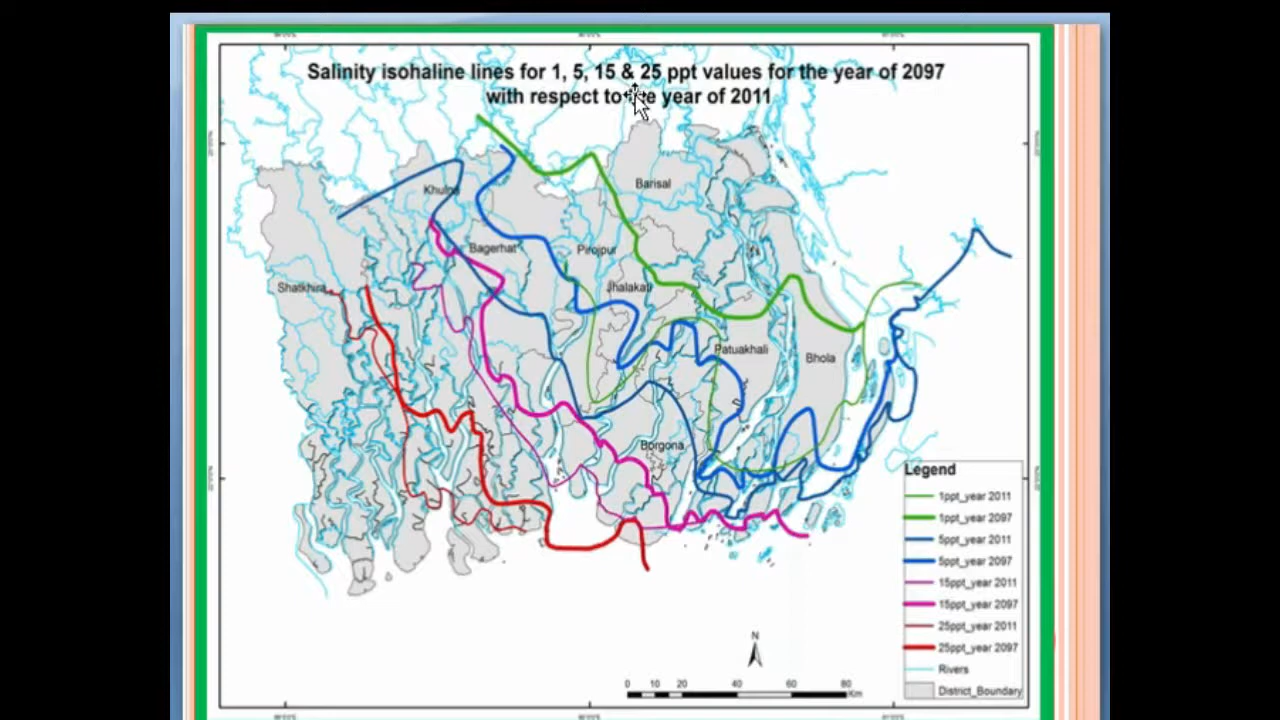 Salinity isohaline lines for 1, 5, 15 & 25 ppt values for the year of 2097
with respect to the year of 2011
Barisal
Khulna
Bagerhat
Pirojpur
Shatkhira
Jhalakati
Patuakhali
Bhola
Borgona
Legend
1ppt_year 2011
1ppt_year 2097
5ppt_year 2011
5ppt_year 2097
15ppt_year 2011
15ppt_year 2097
25ppt_year 2011
25ppt_year 2097
Rivers
District_Boundary
N
0 10 20 40 60 80
Km